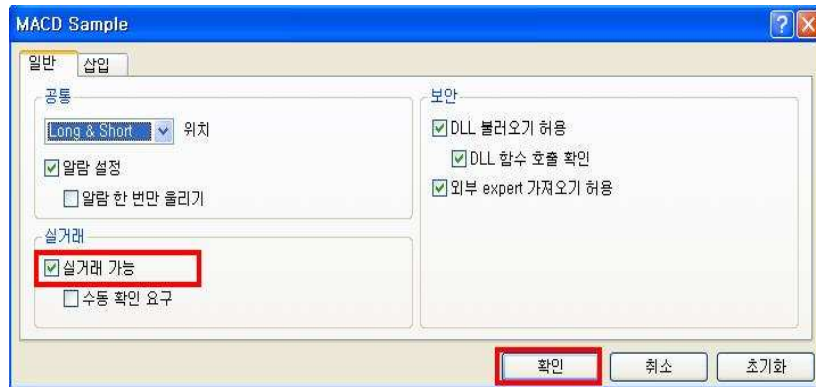 MACD Sample
일반
삽입
공통
Long & Short 위치
알람 설정
알람 한 번만 울리기
실거래
실거래 가능
수동 확인 요구
보안
DLL 불러오기 허용
DLL 함수 호출 확인
외부 expert 가져오기 허용
확인
취소
초기화